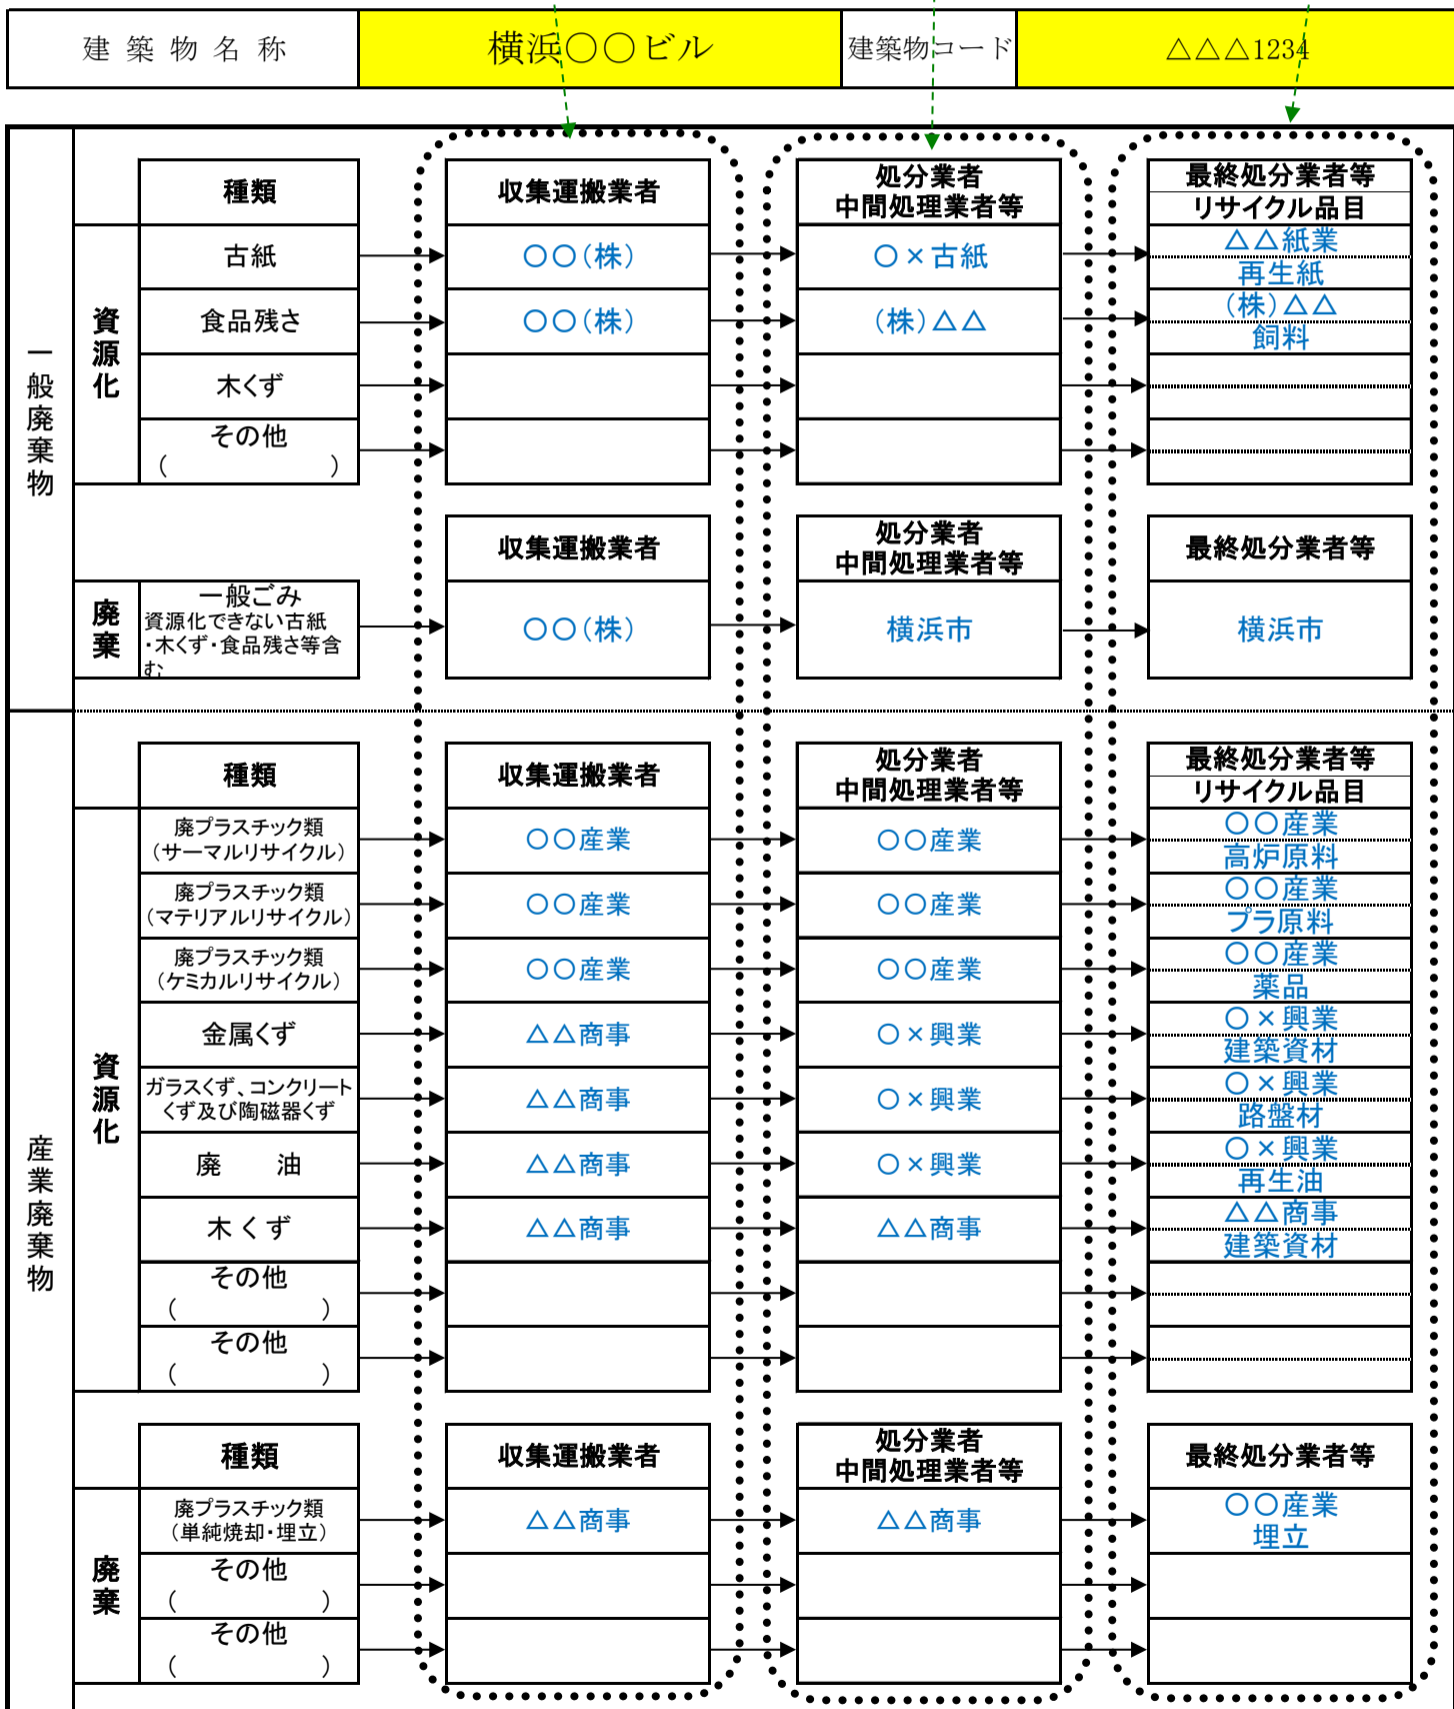 建築物名称 横浜〇〇ビル 建築物コード △△△1234
一般廃棄物
資源化
種類 収集運搬業者 処分業者 最終処分業者等
中間処理業者等 リサイクル品目
古紙 〇〇(株) 〇×古紙 △△紙業
再生紙
食品残さ 〇〇(株) (株)△△ (株)△△
飼料
木くず
その他
( )
収集運搬業者 処分業者 最終処分業者等
中間処理業者等
廃棄
一般ごみ
資源化できない古紙
・木くず・食品残さ等含
む
〇〇(株) 横浜市 横浜市
産業廃棄物
資源化
種類 収集運搬業者 処分業者 最終処分業者等
中間処理業者等 リサイクル品目
廃プラスチック類
(サーマルリサイクル) 〇〇産業 〇〇産業 〇〇産業
高炉原料
廃プラスチック類
(マテリアルリサイクル) 〇〇産業 〇〇産業 〇〇産業
プラ原料
廃プラスチック類
(ケミカルリサイクル) 〇〇産業 〇〇産業 〇〇産業
薬品
金属くず △△商事 〇×興業 〇×興業
建築資材
ガラスくず、コンクリート
くず及び陶磁器くず △△商事 〇×興業 〇×興業
路盤材
廃 油 △△商事 〇×興業 〇×興業
再生油
木くず △△商事 △△商事 △△商事
建築資材
その他
( )
その他
( )
種類 収集運搬業者 処分業者 最終処分業者等
中間処理業者等
廃棄
廃プラスチック類
(単純焼却・埋立) △△商事 △△商事 〇〇産業
埋立
その他
( )
その他
( )